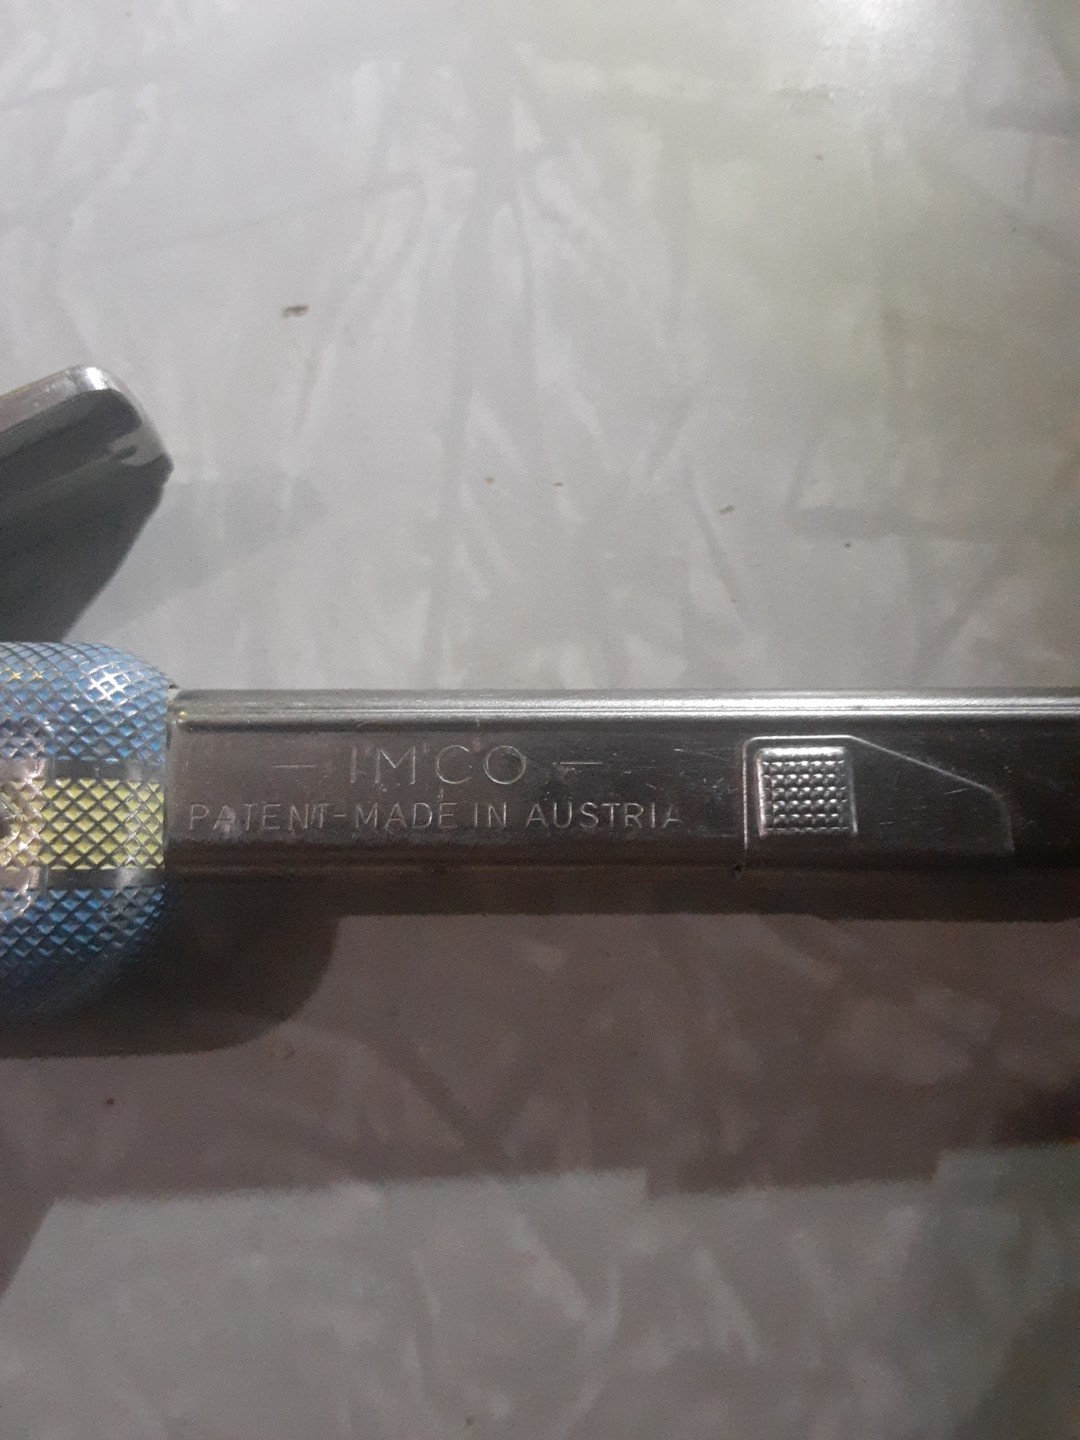 — IMCO —
PATENT-MADE IN AUSTRIA